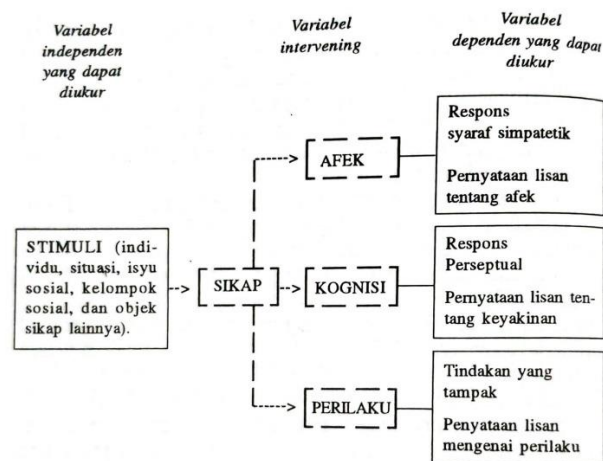 Variabel
independen
yang dapat
diukur
Variabel
intervening
Variabel
dependen yang dapat
diukur
STIMULI (indi-
vidu, situasi, isyu
sosial, kelompok
sosial, dan objek
sikap lainnya).
SIKAP
AFEK
KOGNISI
PERILAKU
Respons
syaraf simpatetik
Pernyataan lisan
tentang afek
Respons
Perseptual
Pernyataan lisan ten-
tang keyakinan
Tindakan yang
tampak
Penyataan lisan
mengenai perilaku